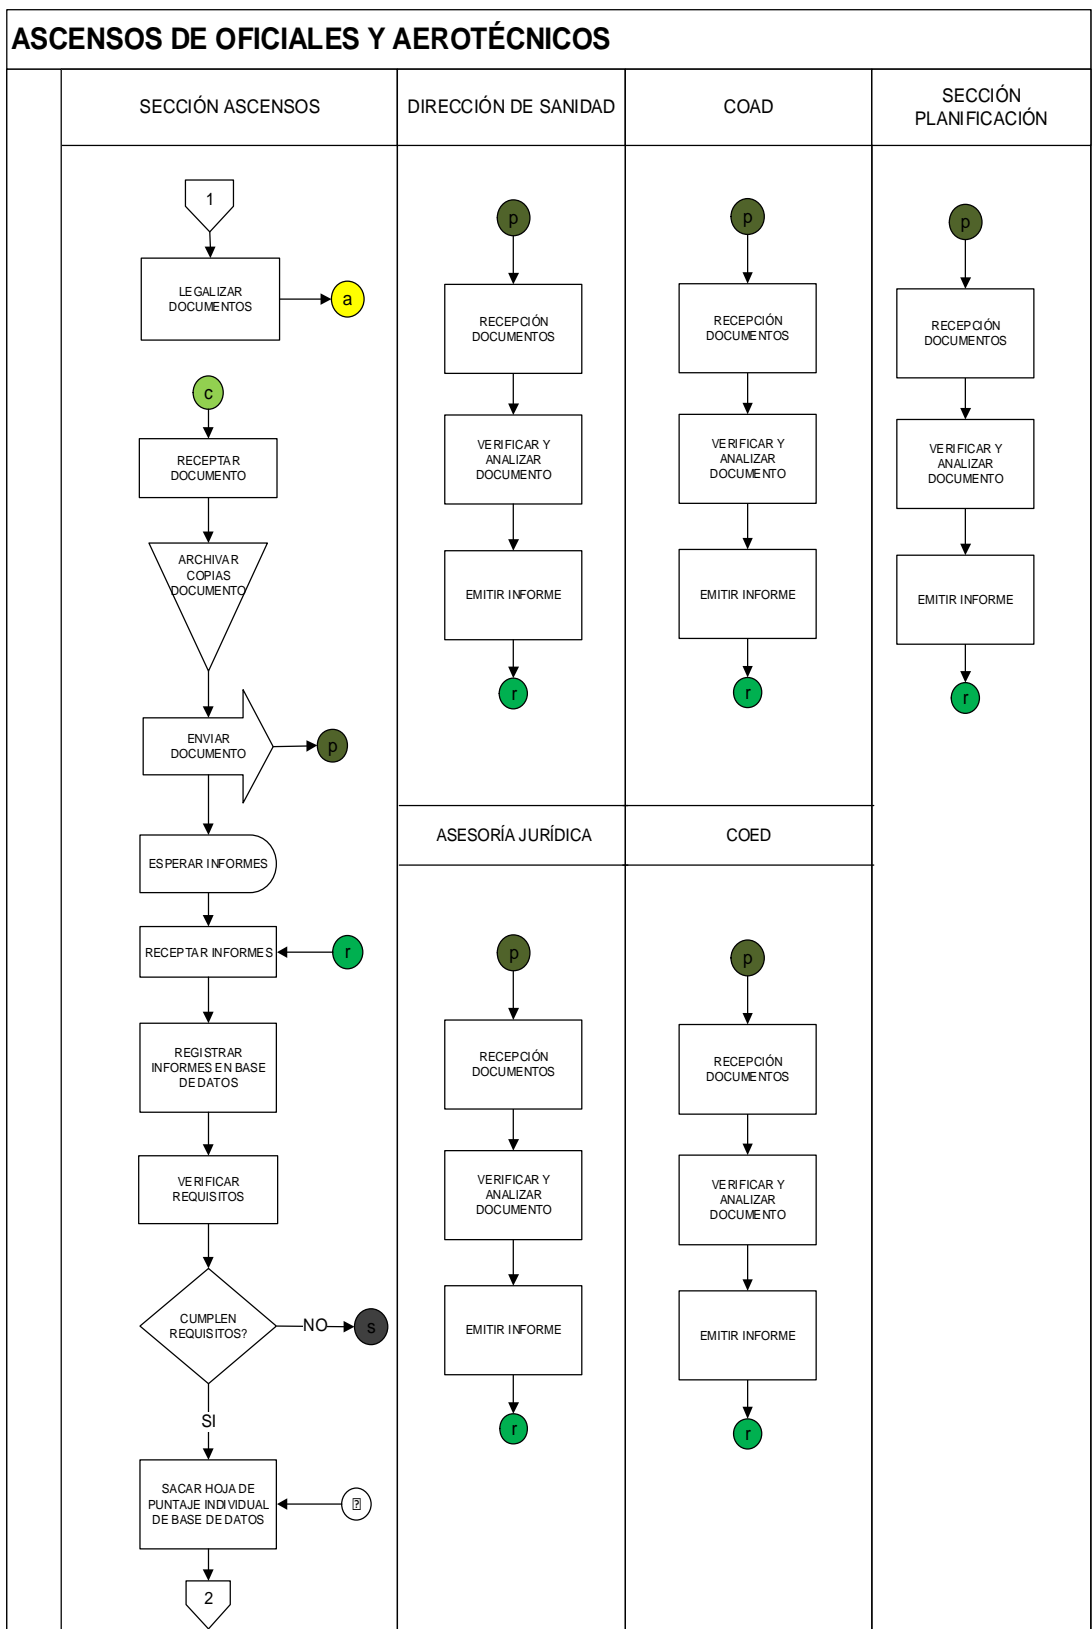 ASCENSOS DE OFICIALES Y AEROTÉCNICOS
SECCIÓN ASCENSOS
DIRECCIÓN DE SANIDAD
COAD
SECCIÓN
PLANIFICACIÓN
1
LEGALIZAR
DOCUMENTOS
a
c
RECEPTAR
DOCUMENTO
ARCHIVAR
COPIAS
DOCUMENTO
ENVIAR
DOCUMENTO
p
ESPERAR INFORMES
RECEPTAR INFORMES
r
REGISTRAR
INFORMES EN BASE
DE DATOS
VERIFICAR
REQUISITOS
CUMPLEN
REQUISITOS?
NO
s
SI
SACAR HOJA DE
PUNTAJE INDIVIDUAL
DE BASE DE DATOS
?
2
p
RECEPCIÓN
DOCUMENTOS
VERIFICAR Y
ANALIZAR
DOCUMENTO
EMITIR INFORME
r
ASESORÍA JURÍDICA
p
RECEPCIÓN
DOCUMENTOS
VERIFICAR Y
ANALIZAR
DOCUMENTO
EMITIR INFORME
r
p
RECEPCIÓN
DOCUMENTOS
VERIFICAR Y
ANALIZAR
DOCUMENTO
EMITIR INFORME
r
COED
p
RECEPCIÓN
DOCUMENTOS
VERIFICAR Y
ANALIZAR
DOCUMENTO
EMITIR INFORME
r
p
RECEPCIÓN
DOCUMENTOS
VERIFICAR Y
ANALIZAR
DOCUMENTO
EMITIR INFORME
r